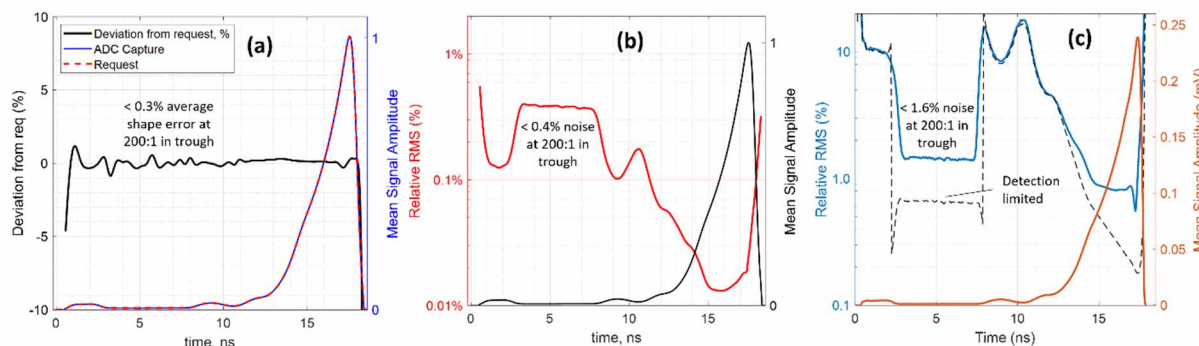 Deviation from request, %
ADC Capture
Request
(a)
< 0.3% average
shape error at
200:1 in trough
10
5
0
-5
-10
Deviation from req (%)
0
5
10
15
time, ns
1
0
Mean Signal Amplitude
(b)
< 0.4% noise
at 200:1 in
trough
1%
0.1%
0.01%
Relative RMS (%)
0
5
10
15
time, ns
1
0
Mean Signal Amplitude
(c)
< 1.6% noise
at 200:1 in
trough
Detection
limited
10
1.0
0.1
Relative RMS (%)
0
5
10
15
Time (ns)
0.25
0.20
0.15
0.10
0.05
0
Mean Signal Amplitude (mV)